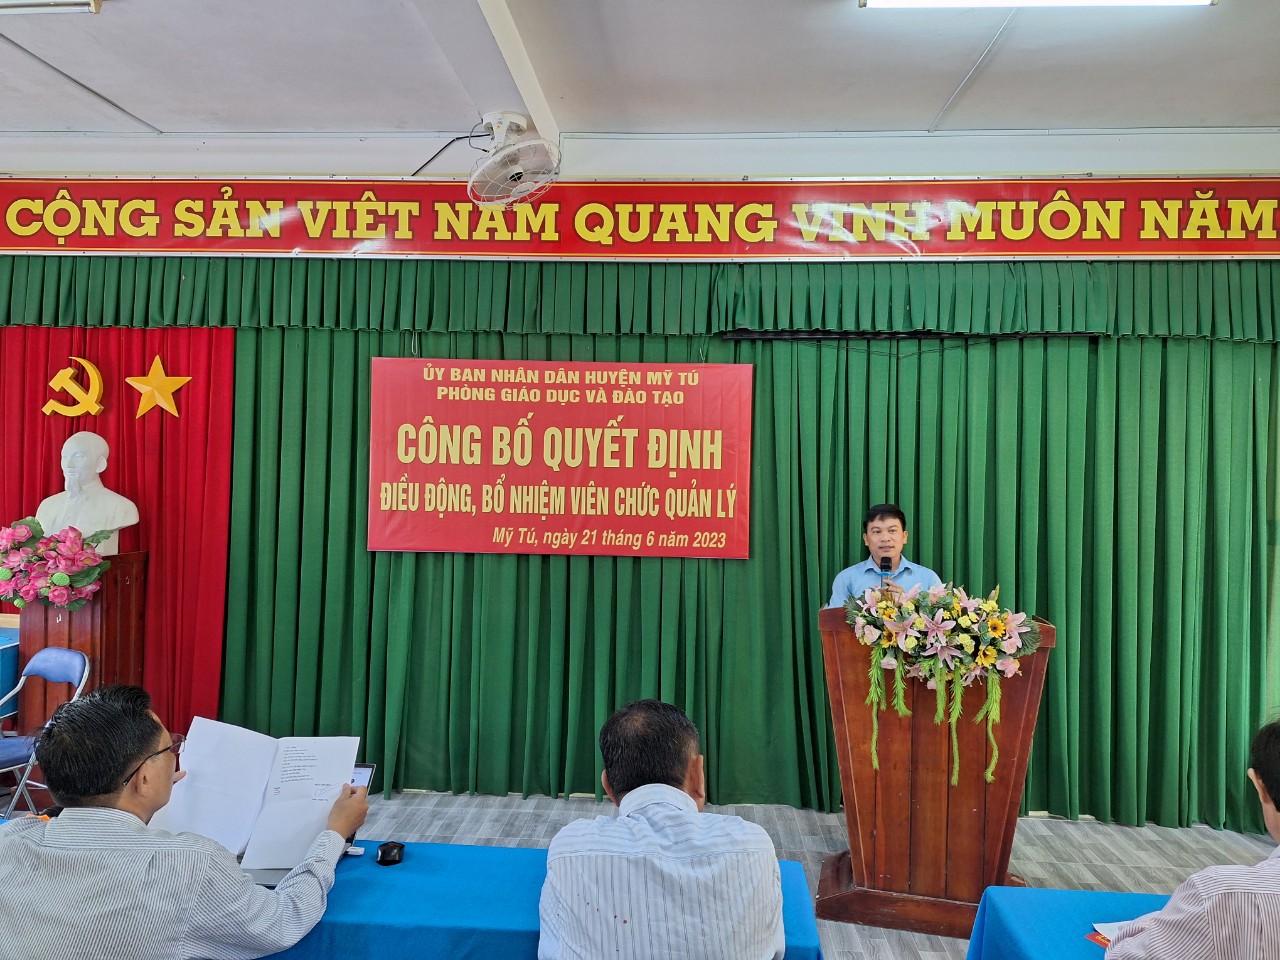 CỘNG SẢN VIỆT NAM QUANG VINH MUÔN NĂM
ỦY BAN NHÂN DÂN HUYỆN MỸ TÚ
PHÒNG GIÁO DỤC VÀ ĐÀO TẠO
CÔNG BỐ QUYẾT ĐỊNH
ĐIỀU ĐỘNG, BỔ NHIỆM VIÊN CHỨC QUẢN LÝ
Mỹ Tú, ngày 21 tháng 6 năm 2023